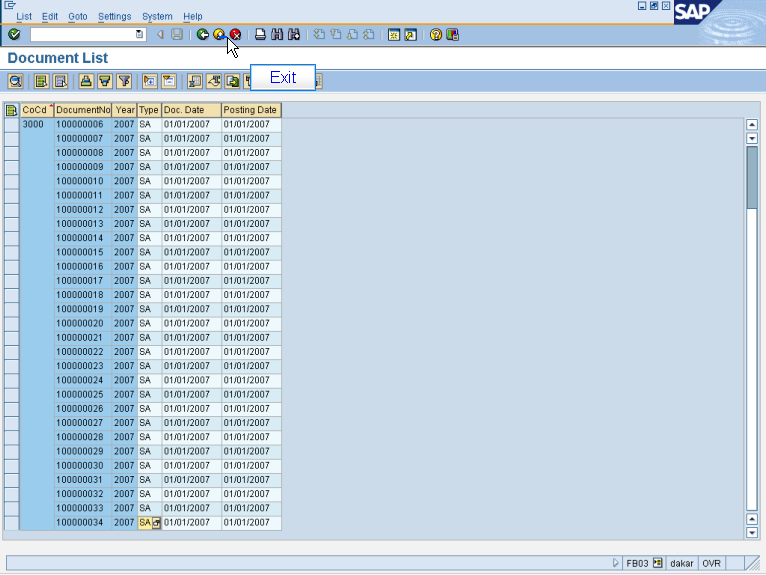 List Edit Goto Settings System Help
SAP
Document List
Exit
CoCd DocumentNo Year Type Doc. Date Posting Date
3000 100000006 2007 SA 01/01/2007 01/01/2007
100000007 2007 SA 01/01/2007 01/01/2007
100000008 2007 SA 01/01/2007 01/01/2007
100000009 2007 SA 01/01/2007 01/01/2007
100000010 2007 SA 01/01/2007 01/01/2007
100000011 2007 SA 01/01/2007 01/01/2007
100000012 2007 SA 01/01/2007 01/01/2007
100000013 2007 SA 01/01/2007 01/01/2007
100000014 2007 SA 01/01/2007 01/01/2007
100000015 2007 SA 01/01/2007 01/01/2007
100000016 2007 SA 01/01/2007 01/01/2007
100000017 2007 SA 01/01/2007 01/01/2007
100000018 2007 SA 01/01/2007 01/01/2007
100000019 2007 SA 01/01/2007 01/01/2007
100000020 2007 SA 01/01/2007 01/01/2007
100000021 2007 SA 01/01/2007 01/01/2007
100000022 2007 SA 01/01/2007 01/01/2007
100000023 2007 SA 01/01/2007 01/01/2007
100000024 2007 SA 01/01/2007 01/01/2007
100000025 2007 SA 01/01/2007 01/01/2007
100000026 2007 SA 01/01/2007 01/01/2007
100000027 2007 SA 01/01/2007 01/01/2007
100000028 2007 SA 01/01/2007 01/01/2007
100000029 2007 SA 01/01/2007 01/01/2007
100000030 2007 SA 01/01/2007 01/01/2007
100000031 2007 SA 01/01/2007 01/01/2007
100000032 2007 SA 01/01/2007 01/01/2007
100000033 2007 SA 01/01/2007 01/01/2007
100000034 2007 SA 01/01/2007 01/01/2007
FB03 dakar OVR